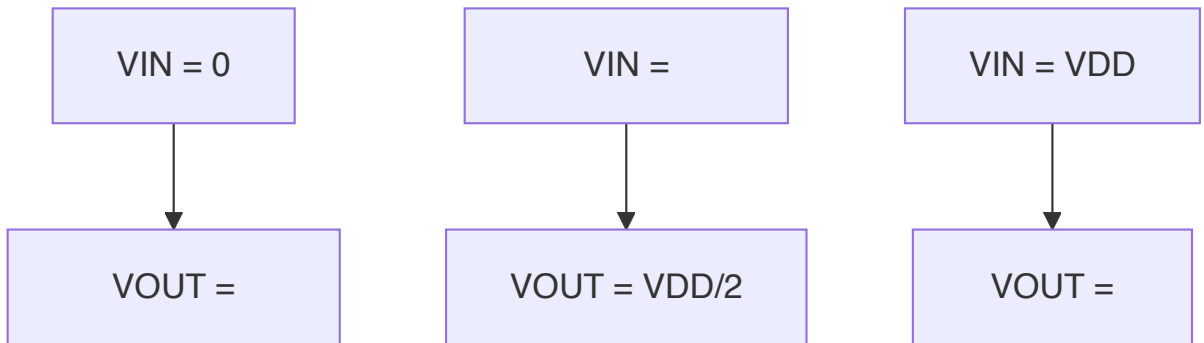 VIN = 0
VIN =
VIN = VDD
VOUT =
VOUT = VDD/2
VOUT =